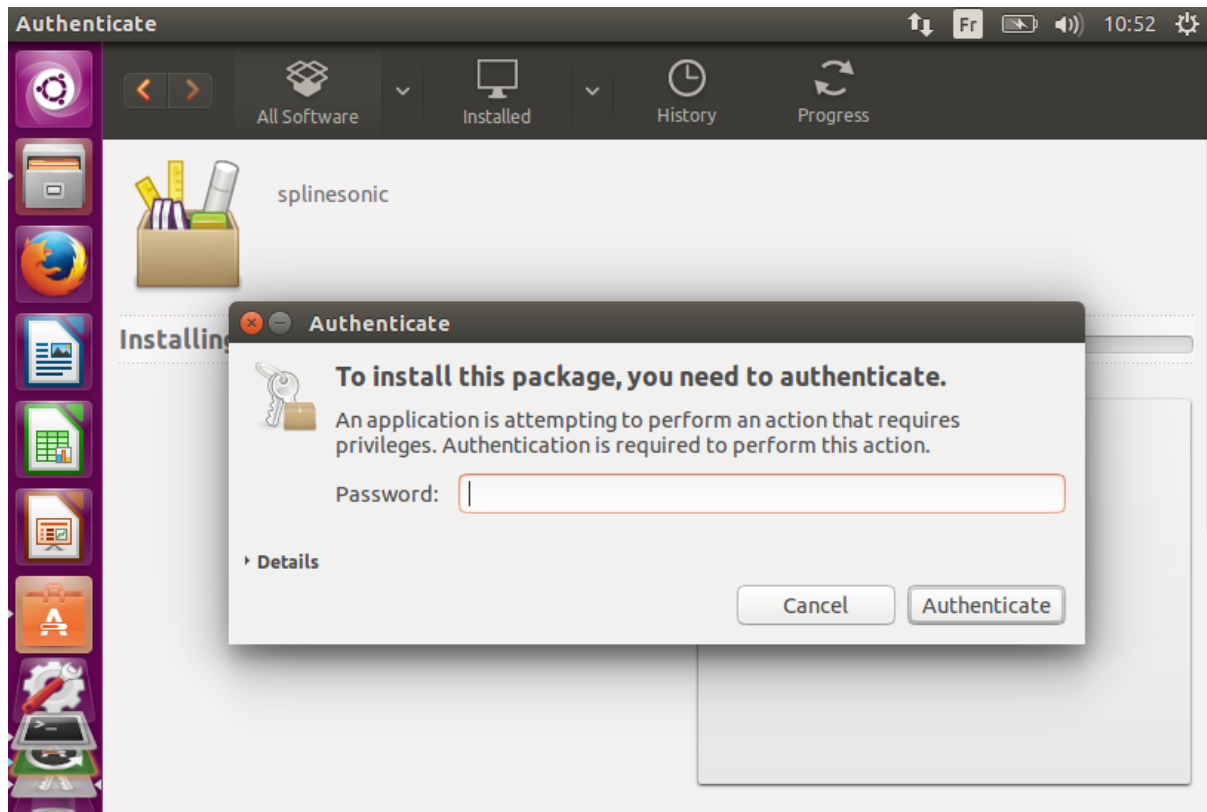 Authenticate
Fr
10:52
All Software
Installed
History
Progress
splinesonic
Installing
Authenticate
To install this package, you need to authenticate.
An application is attempting to perform an action that requires
privileges. Authentication is required to perform this action.
Password:
Details
Cancel
Authenticate